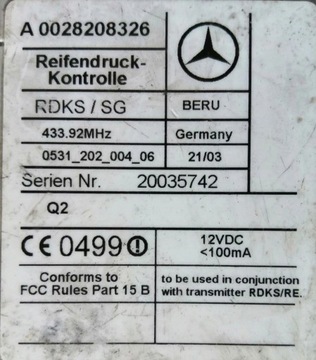 A 0028208326
Reifendruck-
Kontrolle
RDKS / SG BERU
433.92MHz Germany
0531_202_004_06 21/03
Serien Nr. 20035742
Q2
CE 0499 12VDC
<100mA
Conforms to
FCC Rules Part 15 B
to be used in conjunction
with transmitter RDKS/RE.